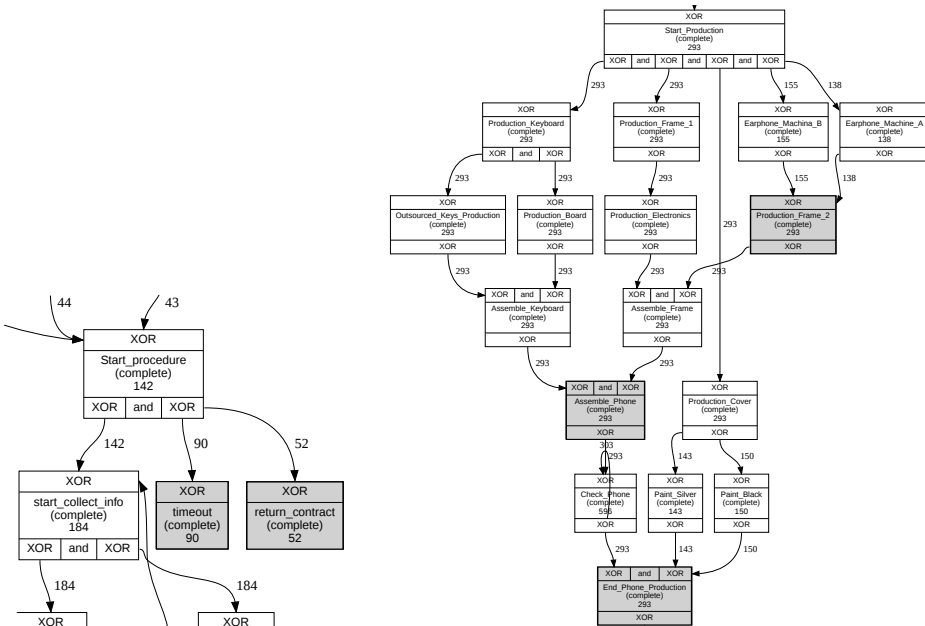 XOR
Start_Production
(complete)
293
XOR and XOR and XOR and XOR
293
293
155
138
XOR
Production_Keyboard
(complete)
293
XOR and XOR
XOR
Production_Frame_1
(complete)
293
XOR
XOR
Earphone_Machina_B
(complete)
155
XOR
XOR
Earphone_Machine_A
(complete)
138
XOR
293
293
293
155
138
XOR
Outsourced_Keys_Production
(complete)
293
XOR
XOR
Production_Board
(complete)
293
XOR
XOR
Production_Electronics
(complete)
293
XOR
293
XOR
Production_Frame_2
(complete)
293
XOR
293
293
293
293
XOR and XOR
Assemble_Keyboard
(complete)
293
XOR
XOR and XOR
Assemble_Frame
(complete)
293
XOR
293
293
XOR and XOR
Assemble_Phone
(complete)
293
XOR
XOR
Production_Cover
(complete)
293
XOR
293
143
150
XOR
Check_Phone
(complete)
XOR
XOR
Paint_Silver
(complete)
143
XOR
XOR
Paint_Black
(complete)
150
XOR
293
143
150
XOR and XOR
End_Phone_Production
(complete)
293
XOR
44
43
XOR
Start_procedure
(complete)
142
XOR and XOR
142
90
52
XOR
start_collect_info
(complete)
184
XOR and XOR
XOR
timeout
(complete)
90
XOR
return_contract
(complete)
52
184
184
XOR
XOR